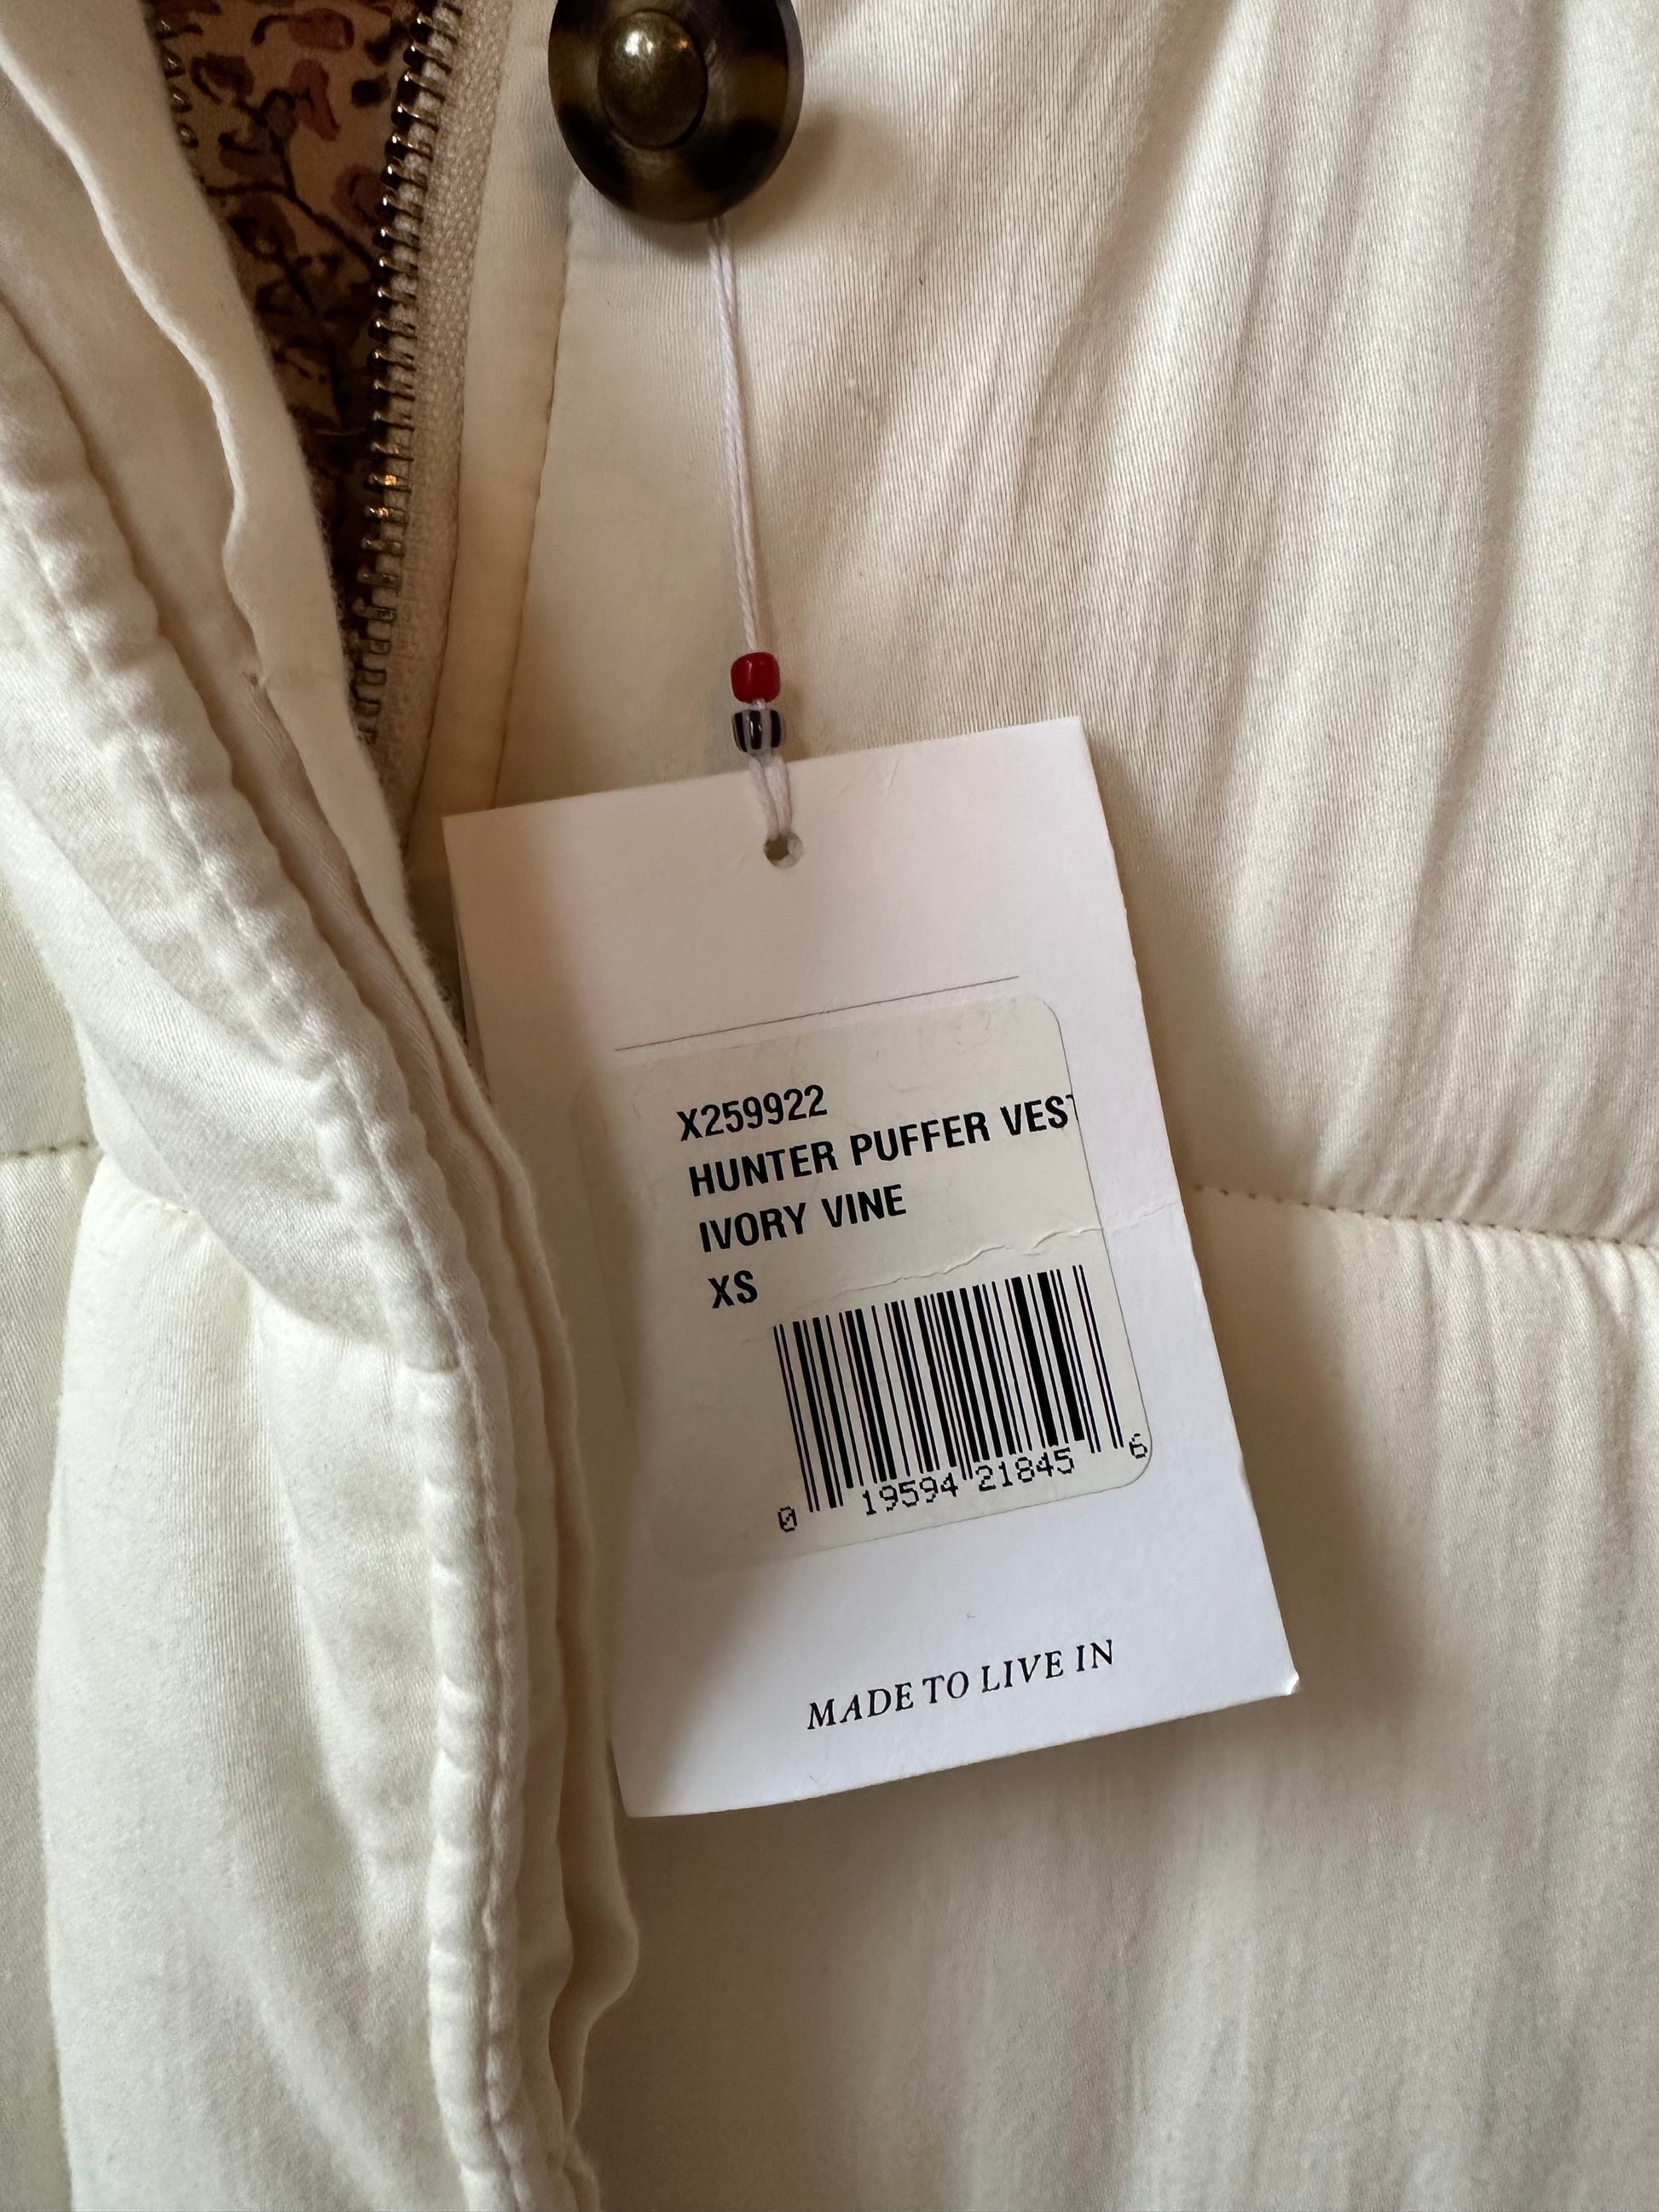 X259922
HUNTER PUFFER VEST
IVORY VINE
XS
0 19594 21845 6
MADE TO LIVE IN